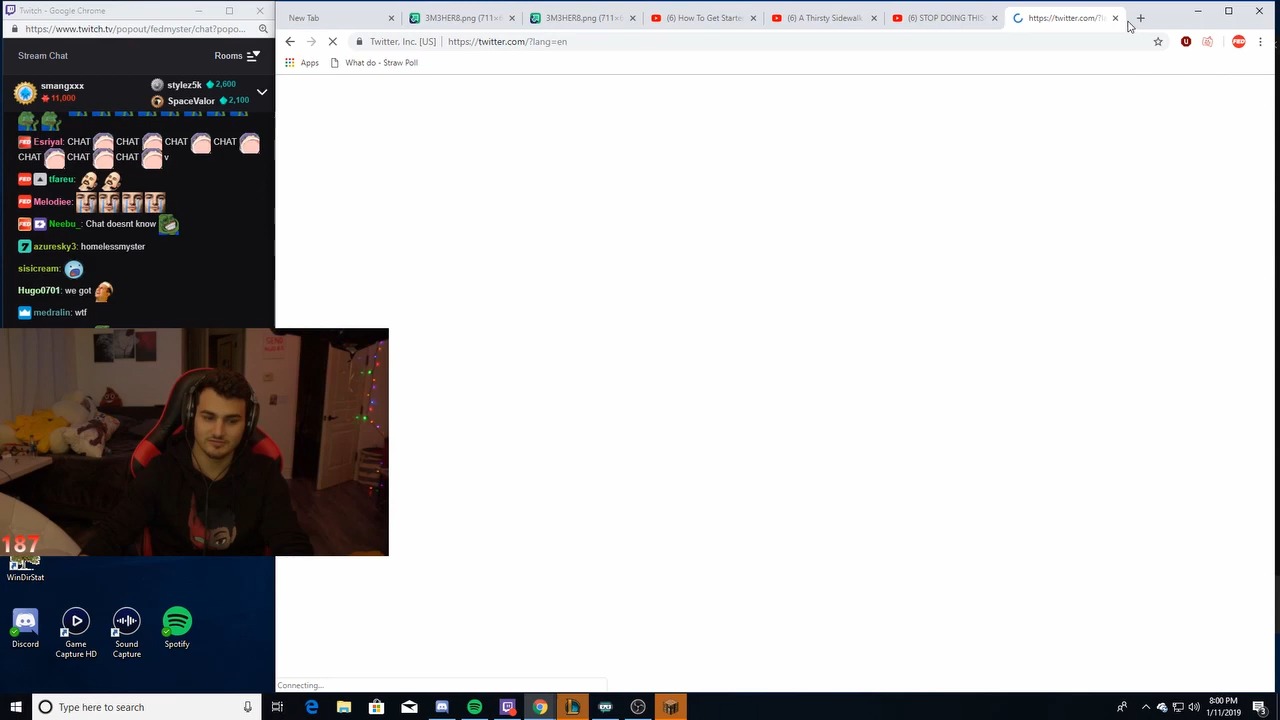 Twitch - Google Chrome
https://www.twitch.tv/popout/fedmyster/chat?popo...
Stream Chat
Rooms
smangxxx
11,000
stylez5k 2,600
SpaceValor 2,100
FED Esriyal: CHAT CHAT CHAT CHAT
CHAT CHAT CHAT v
tfareu:
Melodiee:
Neebu_: Chat doesnt know
azuresky3: homelessmyster
sisicream:
Hugo0701: we got
medralin: wtf
187
WinDirStat
Discord
Game
Capture HD
Sound
Capture
Spotify
New Tab
3M3HER8.png (711×6
3M3HER8.png (711×6
(6) How To Get Starte
(6) A Thirsty Sidewalk
(6) STOP DOING THIS
https://twitter.com/?l
Twitter, Inc. [US]
https://twitter.com/?lang=en
FED
Apps
What do - Straw Poll
Connecting...
Type here to search
8:00 PM
1/11/2019